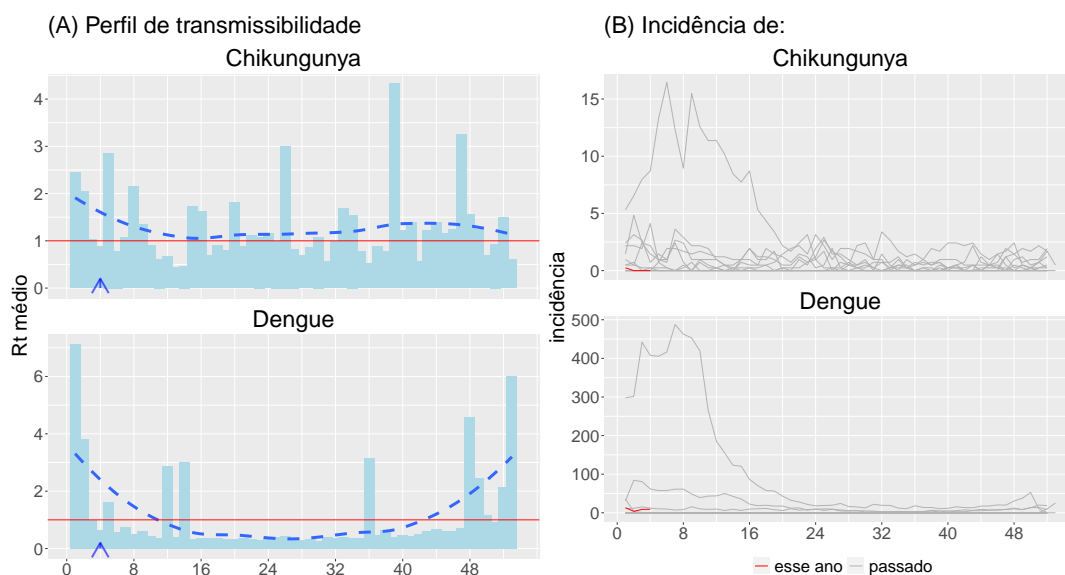 (A) Perfil de transmissibilidade
Chikungunya
4
3
2
1
0
Dengue
6
4
2
0
0 8 16 24 32 40 48
Rt médio
(B) Incidência de:
Chikungunya
15
10
5
0
Dengue
500
400
300
200
100
0
0 8 16 24 32 40 48
incidência
esse ano passado